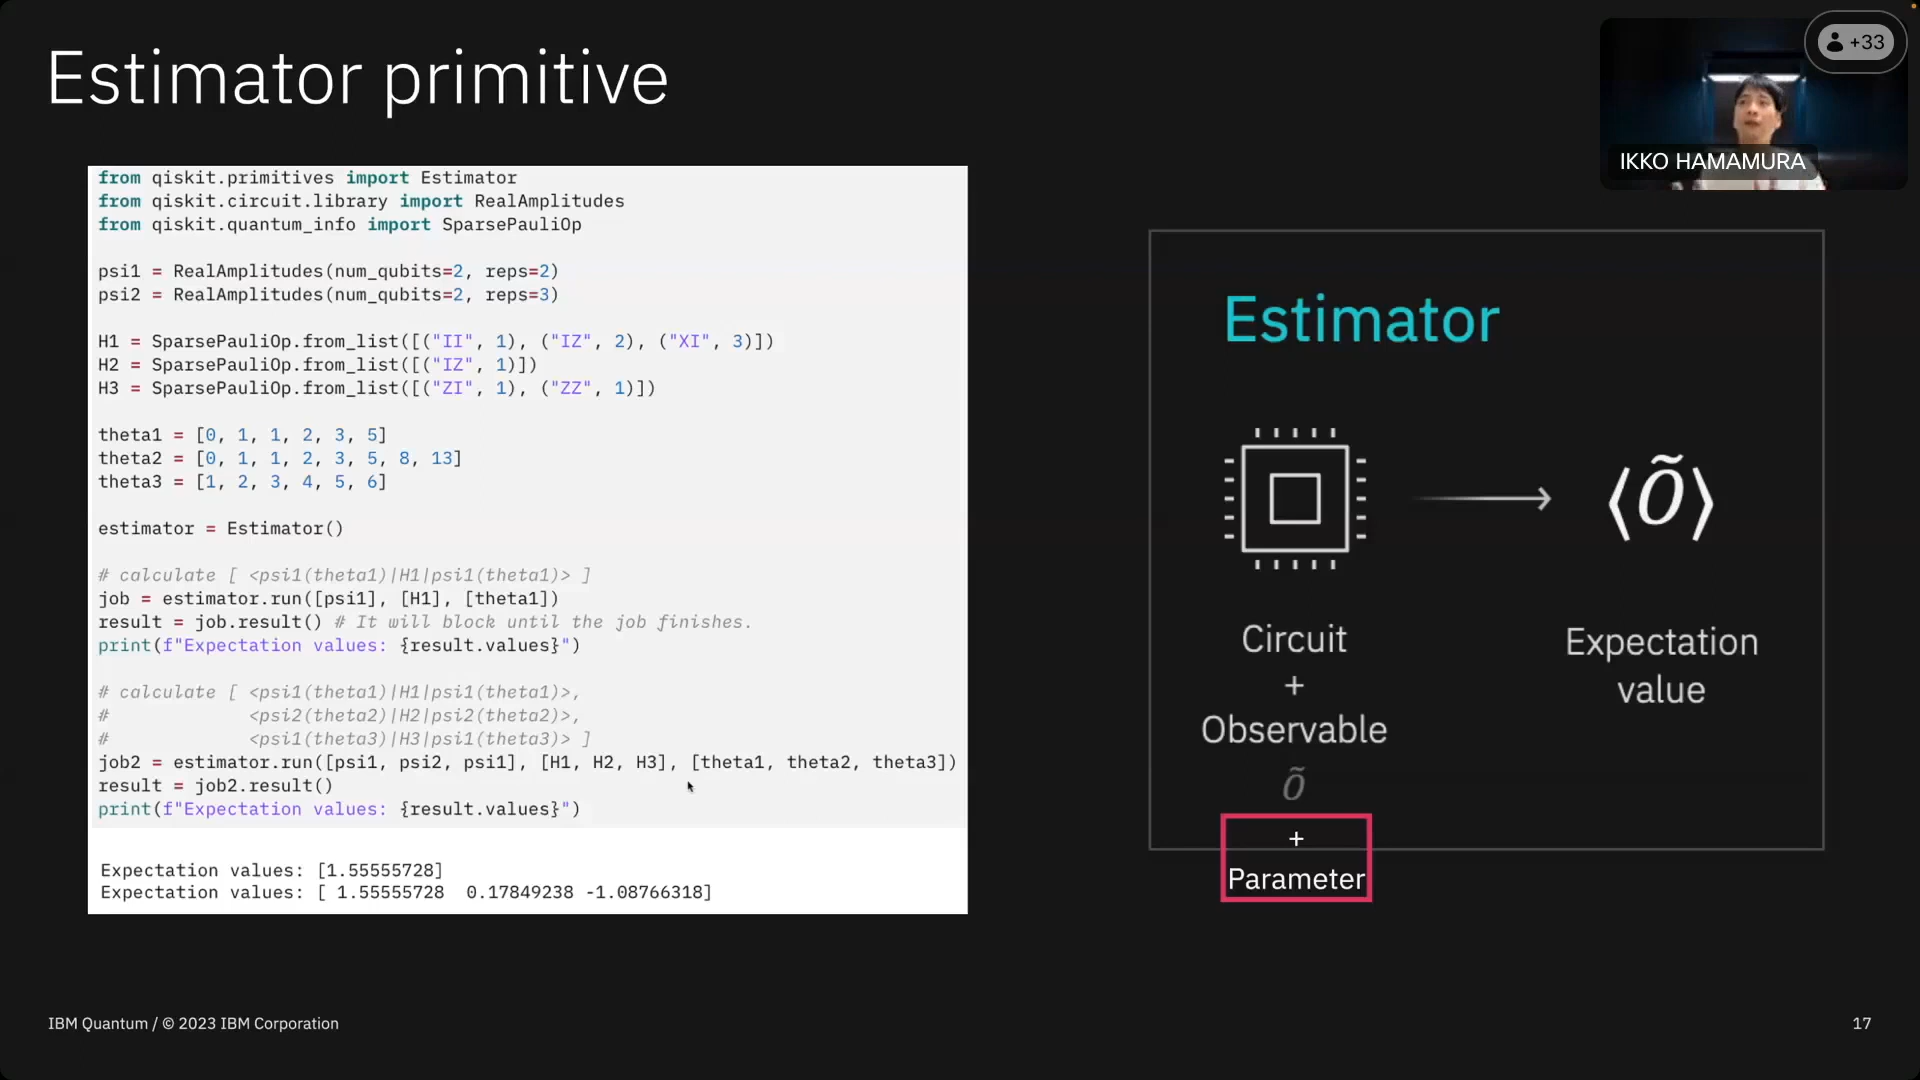 Estimator primitive
+33
IKKO HAMAMURA
from qiskit.primitives import Estimator
from qiskit.circuit.library import RealAmplitudes
from qiskit.quantum_info import SparsePauliOp
psi1 = RealAmplitudes(num_qubits=2, reps=2)
psi2 = RealAmplitudes(num_qubits=2, reps=3)
H1 = SparsePauliOp.from_list([("II", 1), ("IZ", 2), ("XI", 3)])
H2 = SparsePauliOp.from_list([("IZ", 1)])
H3 = SparsePauliOp.from_list([("ZI", 1), ("ZZ", 1)])
theta1 = [0, 1, 1, 2, 3, 5]
theta2 = [0, 1, 1, 2, 3, 5, 8, 13]
theta3 = [1, 2, 3, 4, 5, 6]
estimator = Estimator()
# calculate [ <psi1(theta1)|H1|psi1(theta1)> ]
job = estimator.run([psi1], [H1], [theta1])
result = job.result() # It will block until the job finishes.
print(f"Expectation values: {result.values}")
# calculate [ <psi1(theta1)|H1|psi1(theta1)>,
#             <psi2(theta2)|H2|psi2(theta2)>,
#             <psi1(theta3)|H3|psi1(theta3)> ]
job2 = estimator.run([psi1, psi2, psi1], [H1, H2, H3], [theta1, theta2, theta3])
result = job2.result()
print(f"Expectation values: {result.values}")
Expectation values: [1.55555728]
Expectation values: [ 1.55555728  0.17849238 -1.08766318]
Estimator
⟨Õ⟩
Circuit
+
Observable
Õ
+
Parameter
Expectation
value
IBM Quantum / © 2023 IBM Corporation
17